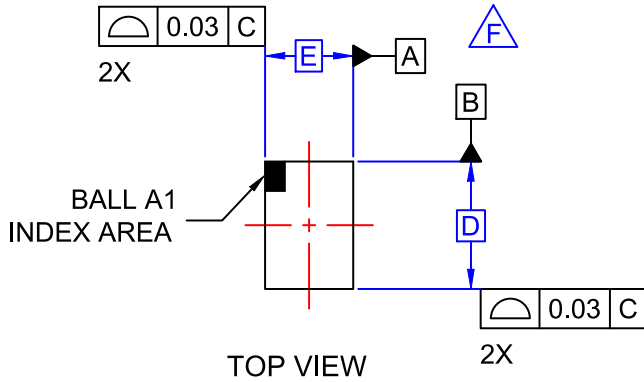 0.03 C
2X
E
A
F
B
BALL A1
INDEX AREA
D
0.03 C
2X
TOP VIEW